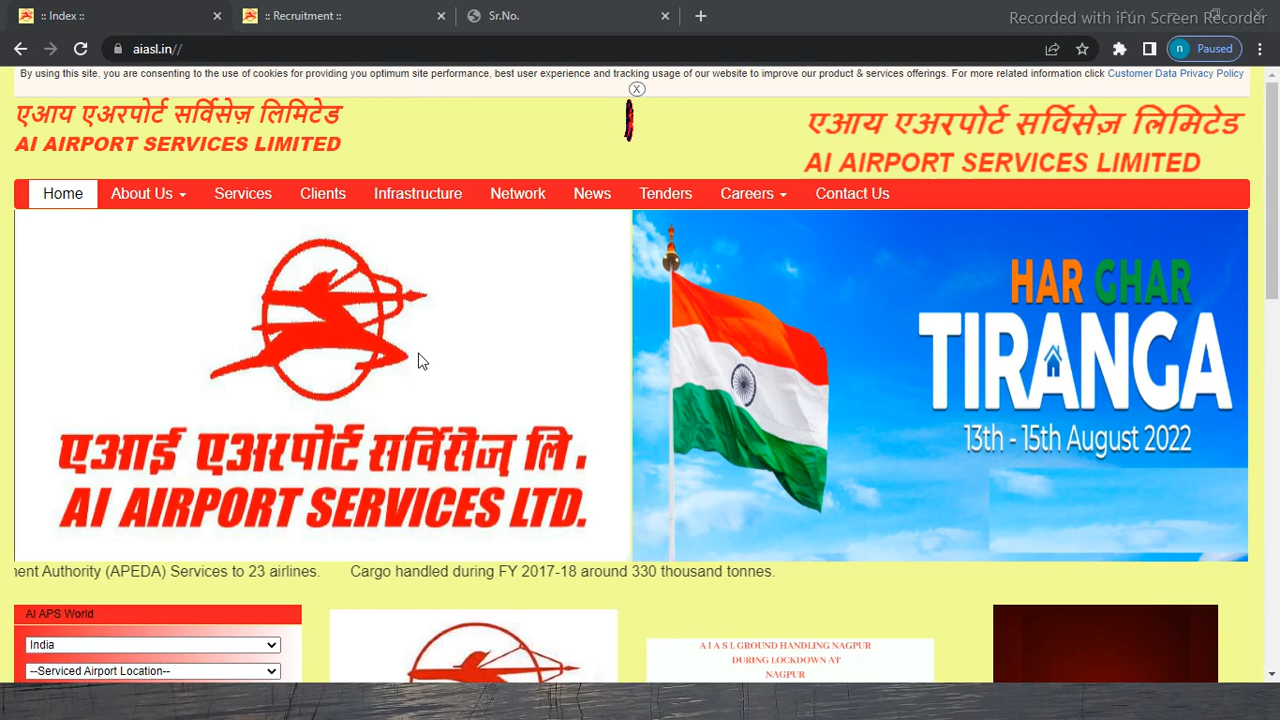 :: Index ::
:: Recruitment ::
Sr.No.
Recorded with iFun Screen Recorder
aiasl.in//
n Paused
By using this site, you are consenting to the use of cookies for providing you optimum site performance, best user experience and tracking usage of our website to improve our product & services offerings. For more related information click Customer Data Privacy Policy
X
एआय एअरपोर्ट सर्विसेज़ लिमिटेड
AI AIRPORT SERVICES LIMITED
एआय एअरपोर्ट सर्विसेज़ लिमिटेड
AI AIRPORT SERVICES LIMITED
Home About Us Services Clients Infrastructure Network News Tenders Careers Contact Us
एआई एअरपोर्ट सर्विसेज् लि .
AI AIRPORT SERVICES LTD.
HAR GHAR
TIRANGA
13th - 15th August 2022
ment Authority (APEDA) Services to 23 airlines. Cargo handled during FY 2017-18 around 330 thousand tonnes.
AI APS World
India
--Serviced Airport Location--
A I A S L GROUND HANDLING NAGPUR
DURING LOCKDOWN AT
NAGPUR